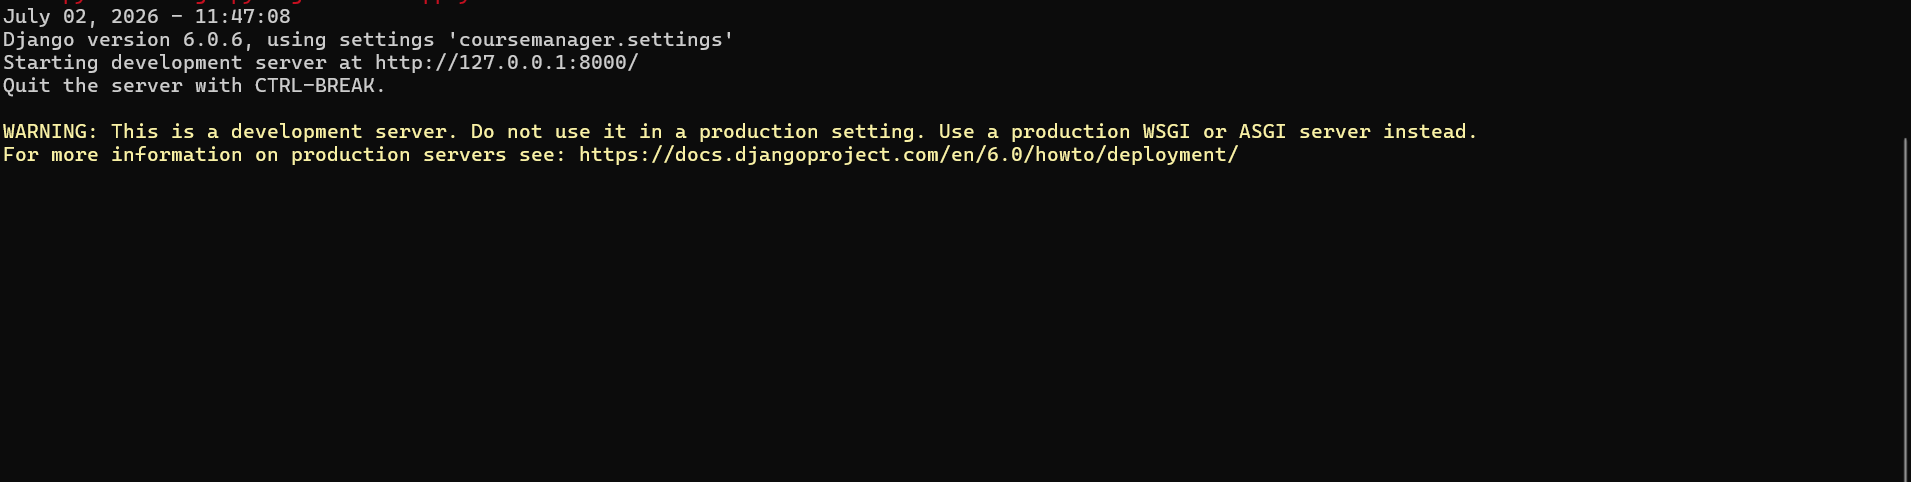 July 02, 2026 - 11:47:08
Django version 6.0.6, using settings 'coursemanager.settings'
Starting development server at http://127.0.0.1:8000/
Quit the server with CTRL-BREAK.
WARNING: This is a development server. Do not use it in a production setting. Use a production WSGI or ASGI server instead.
For more information on production servers see: https://docs.djangoproject.com/en/6.0/howto/deployment/